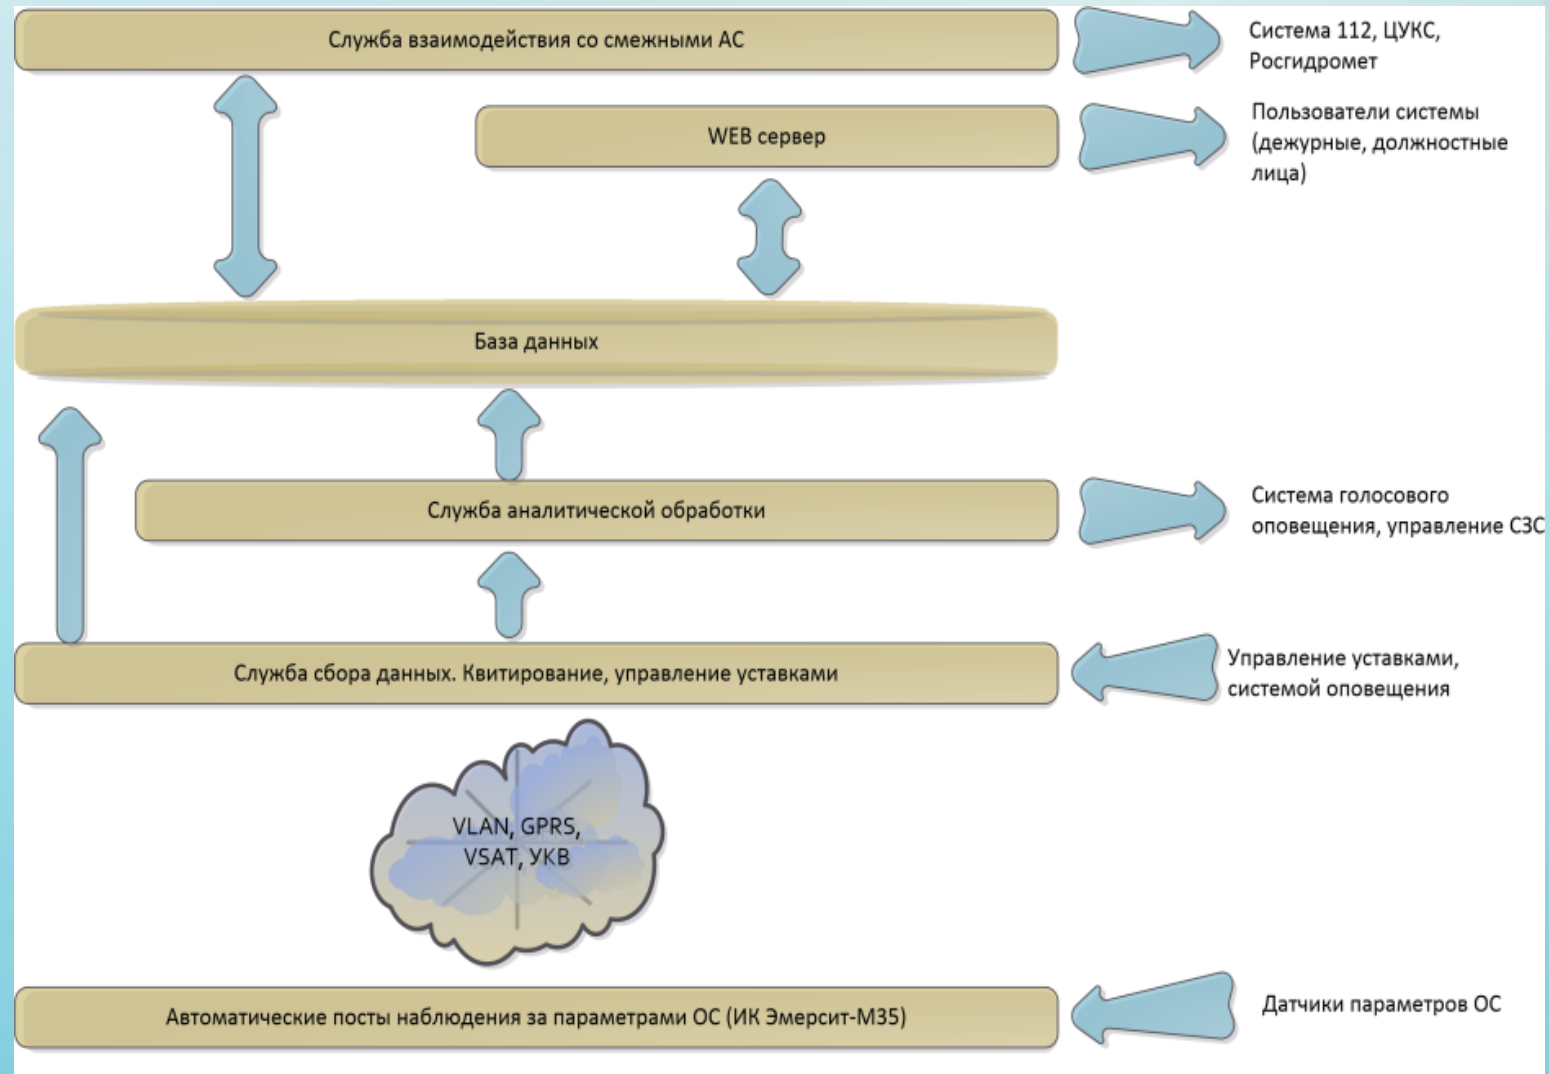 Служба взаимодействия со смежными АС
Система 112, ЦУКС,
Росгидромет
WEB сервер
Пользователи системы
(дежурные, должностные
лица)
База данных
Служба аналитической обработки
Система голосового
оповещения, управление СЗС
Служба сбора данных. Квитирование, управление уставками
Управление уставками,
системой оповещения
VLAN, GPRS,
VSAT, УКВ
Автоматические посты наблюдения за параметрами ОС (ИК Эмерсит-М35)
Датчики параметров ОС